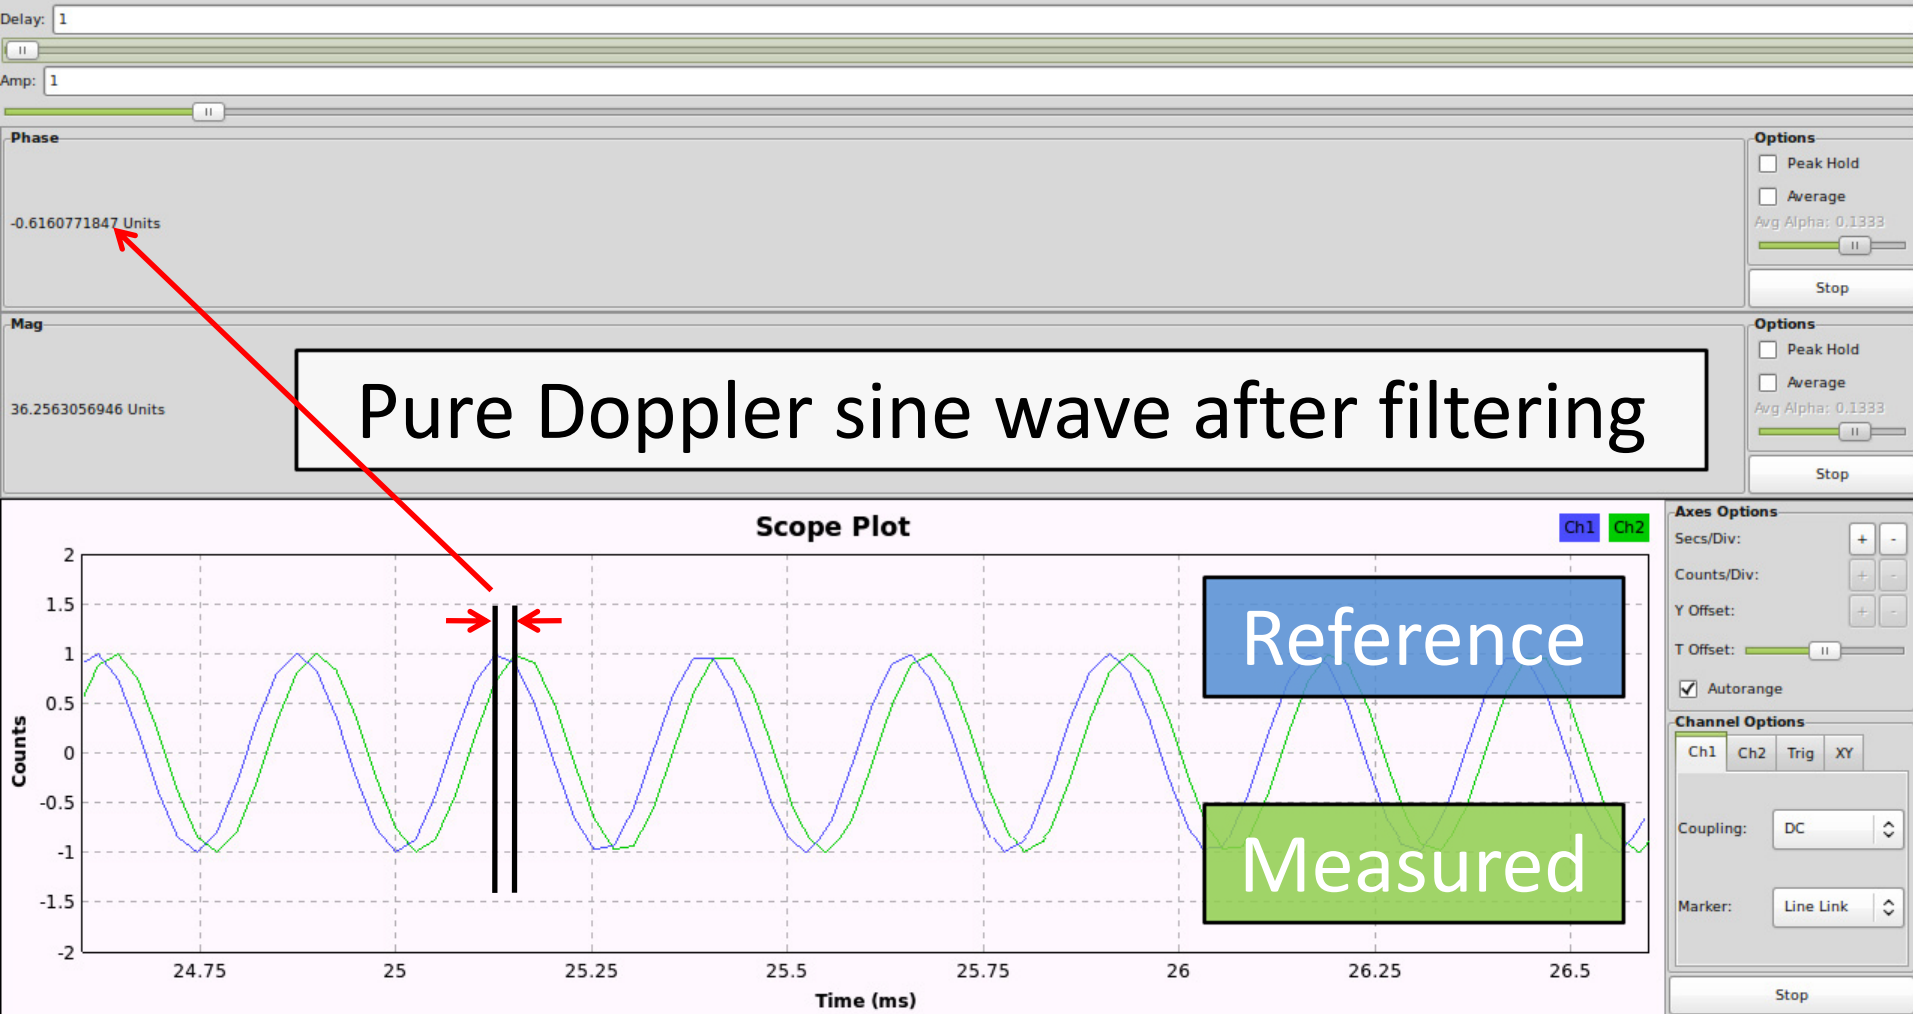 Delay: 1
Amp: 1
Phase
-0.6160771847 Units
Options
Peak Hold
Average
Avg Alpha: 0.1333
Stop
Mag
36.2563056946 Units
Pure Doppler sine wave after filtering
Options
Peak Hold
Average
Avg Alpha: 0.1333
Stop
Scope Plot
Ch1 Ch2
2
1.5
1
0.5
0
-0.5
-1
-1.5
-2
Counts
24.75 25 25.25 25.5 25.75 26 26.25 26.5
Time (ms)
Reference
Measured
Axes Options
Secs/Div: + -
Counts/Div: + -
Y Offset: + -
T Offset:
Autorange
Channel Options
Ch1 Ch2 Trig XY
Coupling: DC
Marker: Line Link
Stop